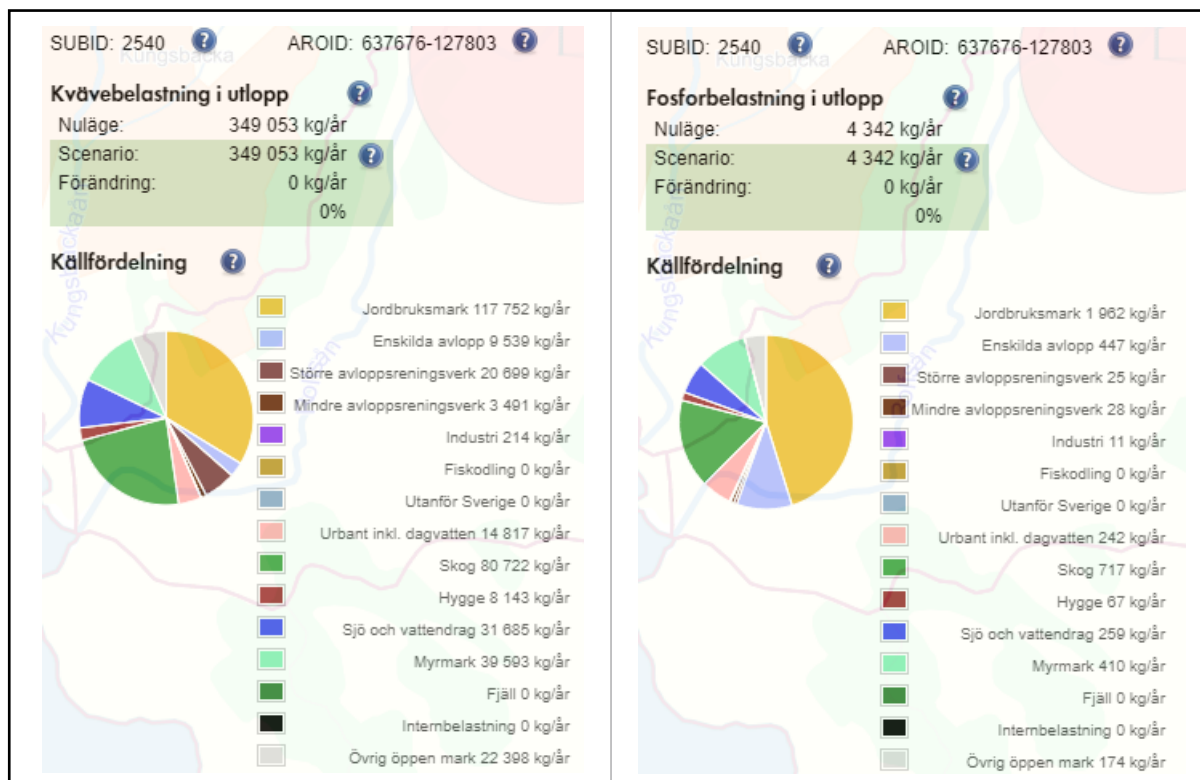 SUBID: 2540 ? AROID: 637676-127803 ?
Kungsbacka
Kvävebelastning i utlopp ?
Nuläge: 349 053 kg/år
Scenario: 349 053 kg/år ?
Förändring: 0 kg/år
0%
Källfördelning ?
Kungsbackaån
Jordbruksmark 117 752 kg/år
Enskilda avlopp 9 539 kg/år
Större avloppsreningsverk 20 699 kg/år
Mindre avloppsreningsverk 3 491 kg/år
Industri 214 kg/år
Fiskodling 0 kg/år
Utanför Sverige 0 kg/år
Urbant inkl. dagvatten 14 817 kg/år
Skog 80 722 kg/år
Hygge 8 143 kg/år
Sjö och vattendrag 31 685 kg/år
Myrmark 39 593 kg/år
Fjäll 0 kg/år
Internbelastning 0 kg/år
Övrig öppen mark 22 398 kg/år
SUBID: 2540 ? AROID: 637676-127803 ?
Kungsbacka
Fosforbelastning i utlopp ?
Nuläge: 4 342 kg/år
Scenario: 4 342 kg/år ?
Förändring: 0 kg/år
0%
Källfördelning ?
Kungsbackaån
Jordbruksmark 1 962 kg/år
Enskilda avlopp 447 kg/år
Större avloppsreningsverk 25 kg/år
Mindre avloppsreningsverk 28 kg/år
Industri 11 kg/år
Fiskodling 0 kg/år
Utanför Sverige 0 kg/år
Urbant inkl. dagvatten 242 kg/år
Skog 717 kg/år
Hygge 67 kg/år
Sjö och vattendrag 259 kg/år
Myrmark 410 kg/år
Fjäll 0 kg/år
Internbelastning 0 kg/år
Övrig öppen mark 174 kg/år